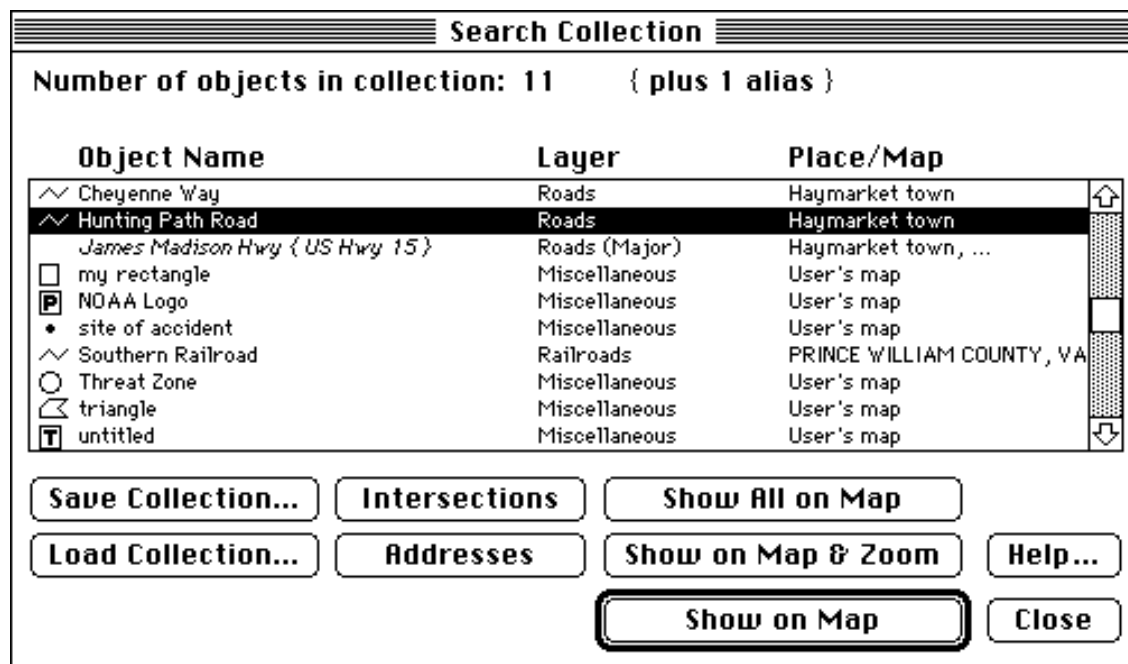 Search Collection
Number of objects in collection: 11 { plus 1 alias }
Object Name Layer Place/Map
Cheyenne Way Roads Haymarket town
Hunting Path Road Roads Haymarket town
James Madison Hwy { US Hwy 15 } Roads (Major) Haymarket town, ...
my rectangle Miscellaneous User's map
P NOAA Logo Miscellaneous User's map
site of accident Miscellaneous User's map
Southern Railroad Railroads PRINCE WILLIAM COUNTY, VA
Threat Zone Miscellaneous User's map
triangle Miscellaneous User's map
T untitled Miscellaneous User's map
Save Collection... Intersections Show All on Map
Load Collection... Addresses Show on Map & Zoom Help...
Show on Map Close